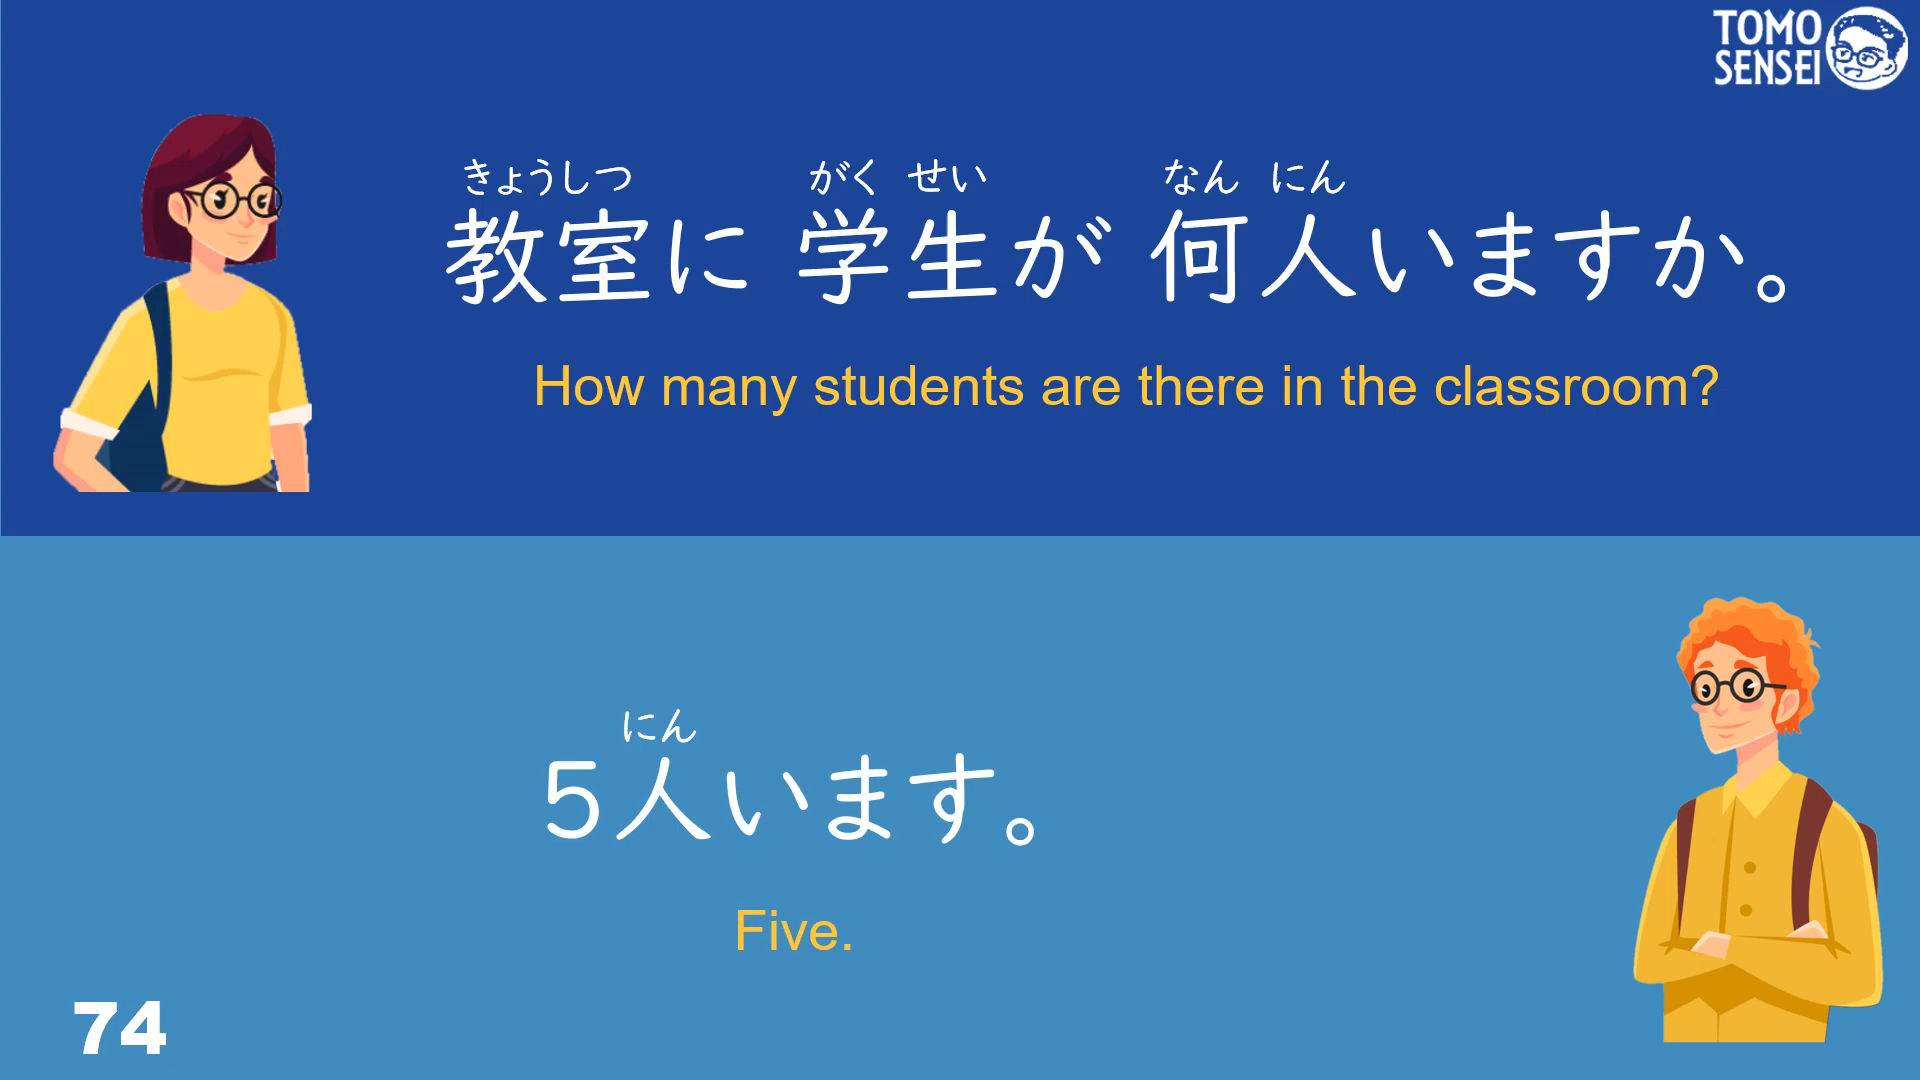 TOMO
SENSEI
きょうしつ がく せい なん にん
教室に 学生が 何人いますか。
How many students are there in the classroom?
にん
5人います。
Five.
74